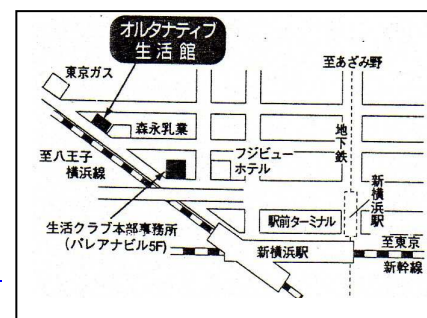 オルタナティブ
生活館
東京ガス
至あざみ野
森永乳業
地下鉄
至八王子
横浜線
フジビュー
ホテル
新横浜駅
生活クラブ本部事務所
(バレアナビル5F)
駅前ターミナル
新横浜駅
至東京
新幹線